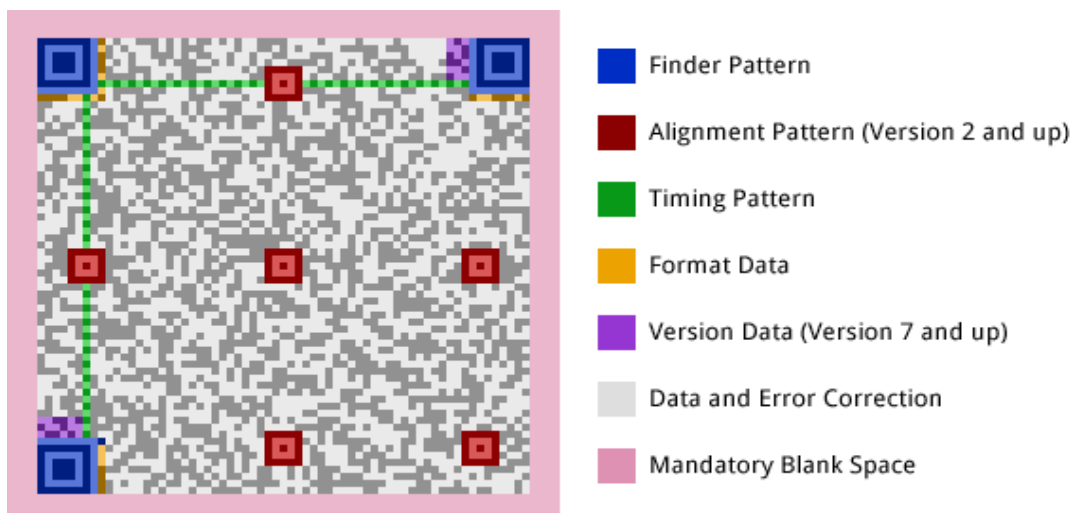 Finder Pattern
Alignment Pattern (Version 2 and up)
Timing Pattern
Format Data
Version Data (Version 7 and up)
Data and Error Correction
Mandatory Blank Space